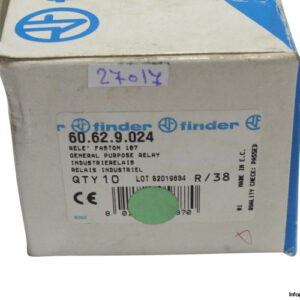 27017
finder finder
60.62.9.024
RELE' FASTON 187
GENERAL PURPOSE RELAY
INDUSTRIERELAIS
RELAIS INDUSTRIEL
QTY 10 LOT 62019694 R/38
CE
MADE IN E.C.
QUALITY CHECK: PASSED